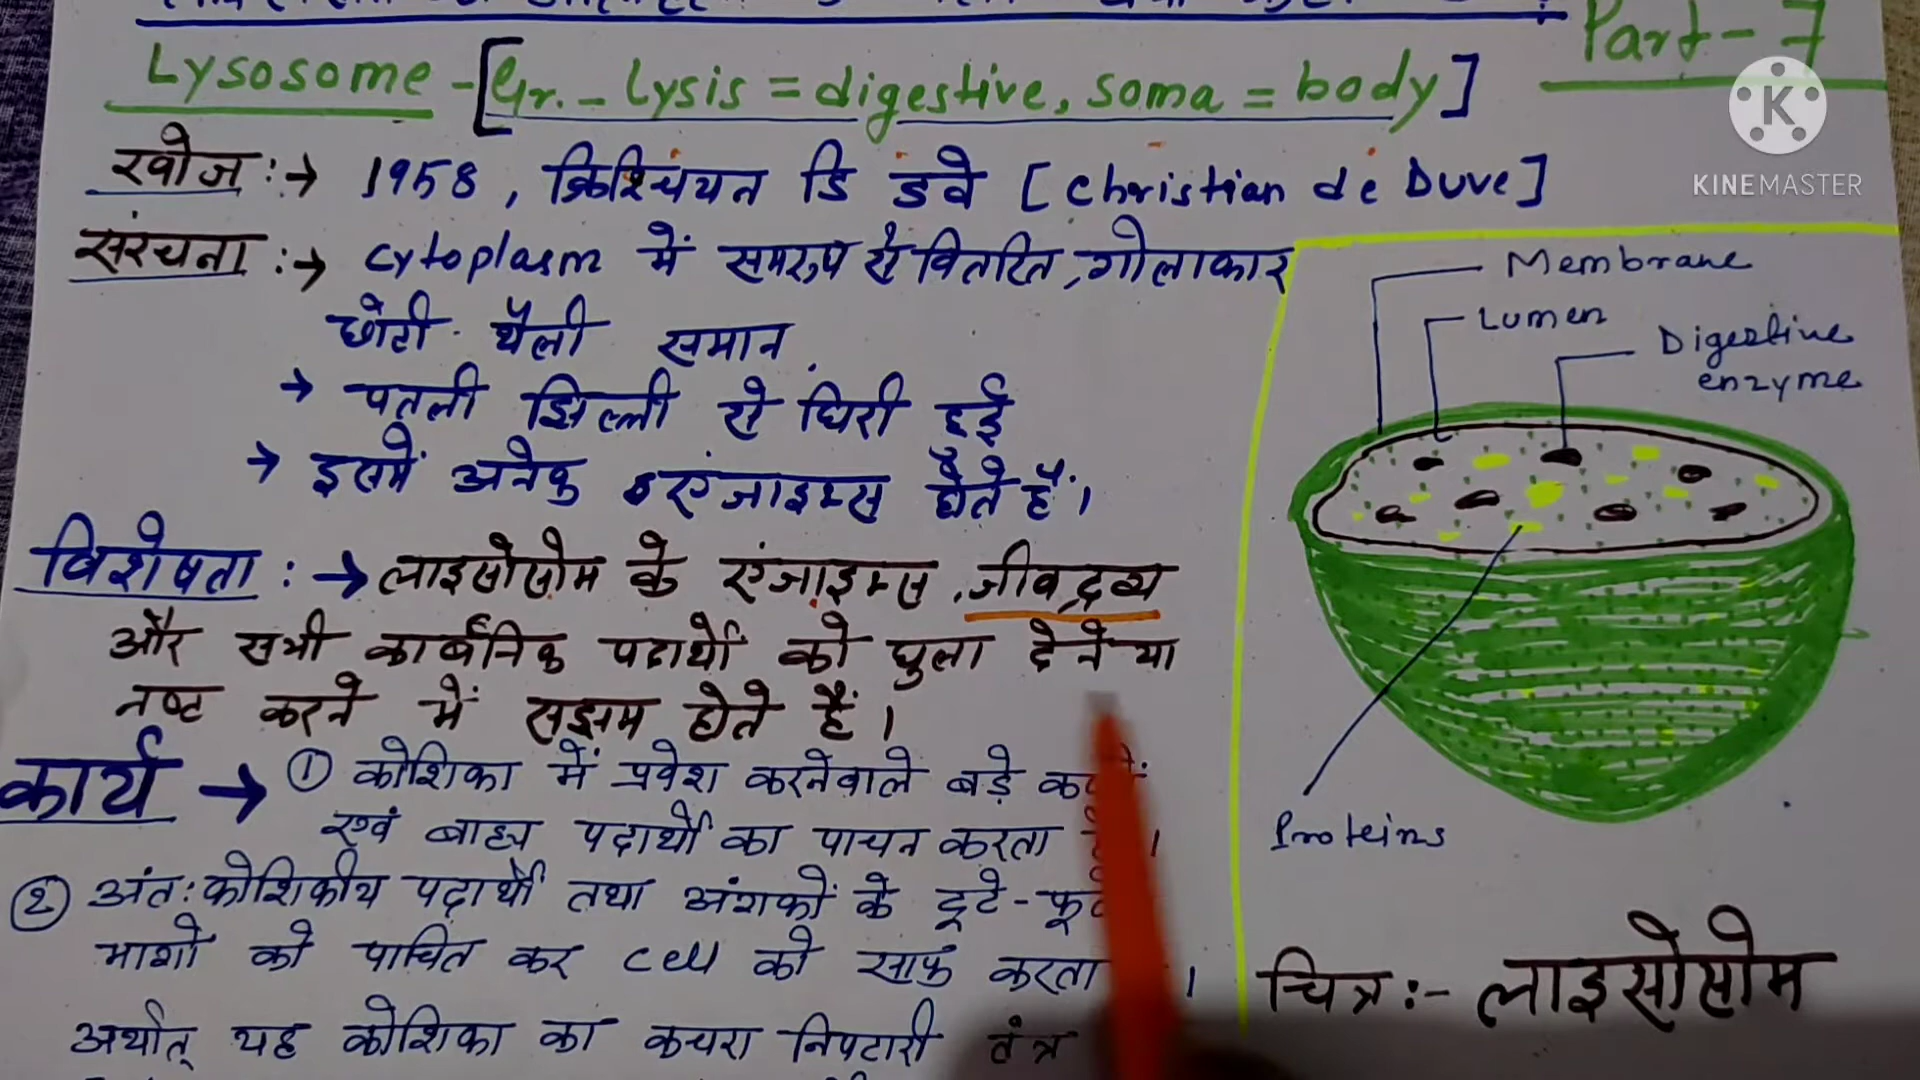 Part-7
Lysosome - [Gr. - Lysis = digestive, soma = body]
KINEMASTER
खोज :→ 1958, क्रिश्चियन डि डवे [Christian de Duve]
संरचना :→ cytoplasm में समरूप से वितरित, गोलाकार
छोटी थैली समान
→ पतली झिल्ली से घिरी हुई
→ इसमें अनेक एंजाइम्स होते हैं।
विशेषता :→ लाइसोसोम के एंजाइम्स, जीवद्रव्य
और सभी कार्बनिक पदार्थों को घुला देने या
नष्ट करने में सक्षम होते हैं।
कार्य → ① कोशिका में प्रवेश करनेवाले बड़े
एवं बाह्य पदार्थों का पाचन करता
② अंत:कोशिकीय पदार्थों तथा अंगकों के टूटे-
भागों को पाचित कर cell को साफ करता
अर्थात् यह कोशिका का कचरा निपटारी तंत्र
Membrane
Lumen
Digestive
enzyme
Proteins
चित्र :- लाइसोसोम